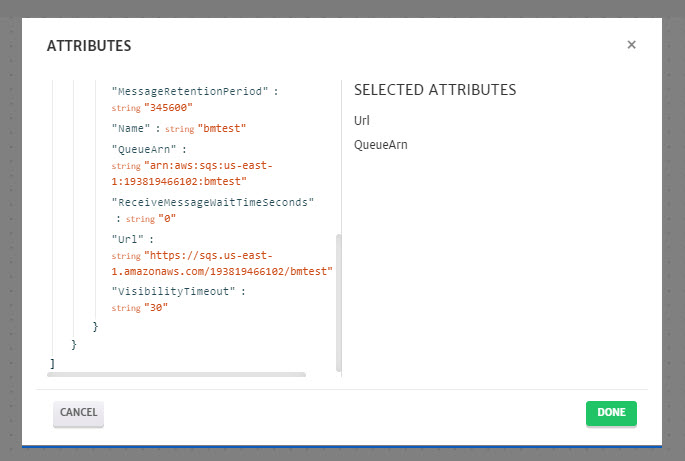 ATTRIBUTES
×
"MessageRetentionPeriod" :
string "345600"
"Name" : string "bmtest"
"QueueArn" :
string "arn:aws:sqs:us-east-
1:193819466102:bmtest"
"ReceiveMessageWaitTimeSeconds"
: string "0"
"Url" :
string "https://sqs.us-east-
1.amazonaws.com/193819466102/bmtest"
"VisibilityTimeout" :
string "30"
}
}
]
SELECTED ATTRIBUTES
Url
QueueArn
CANCEL
DONE